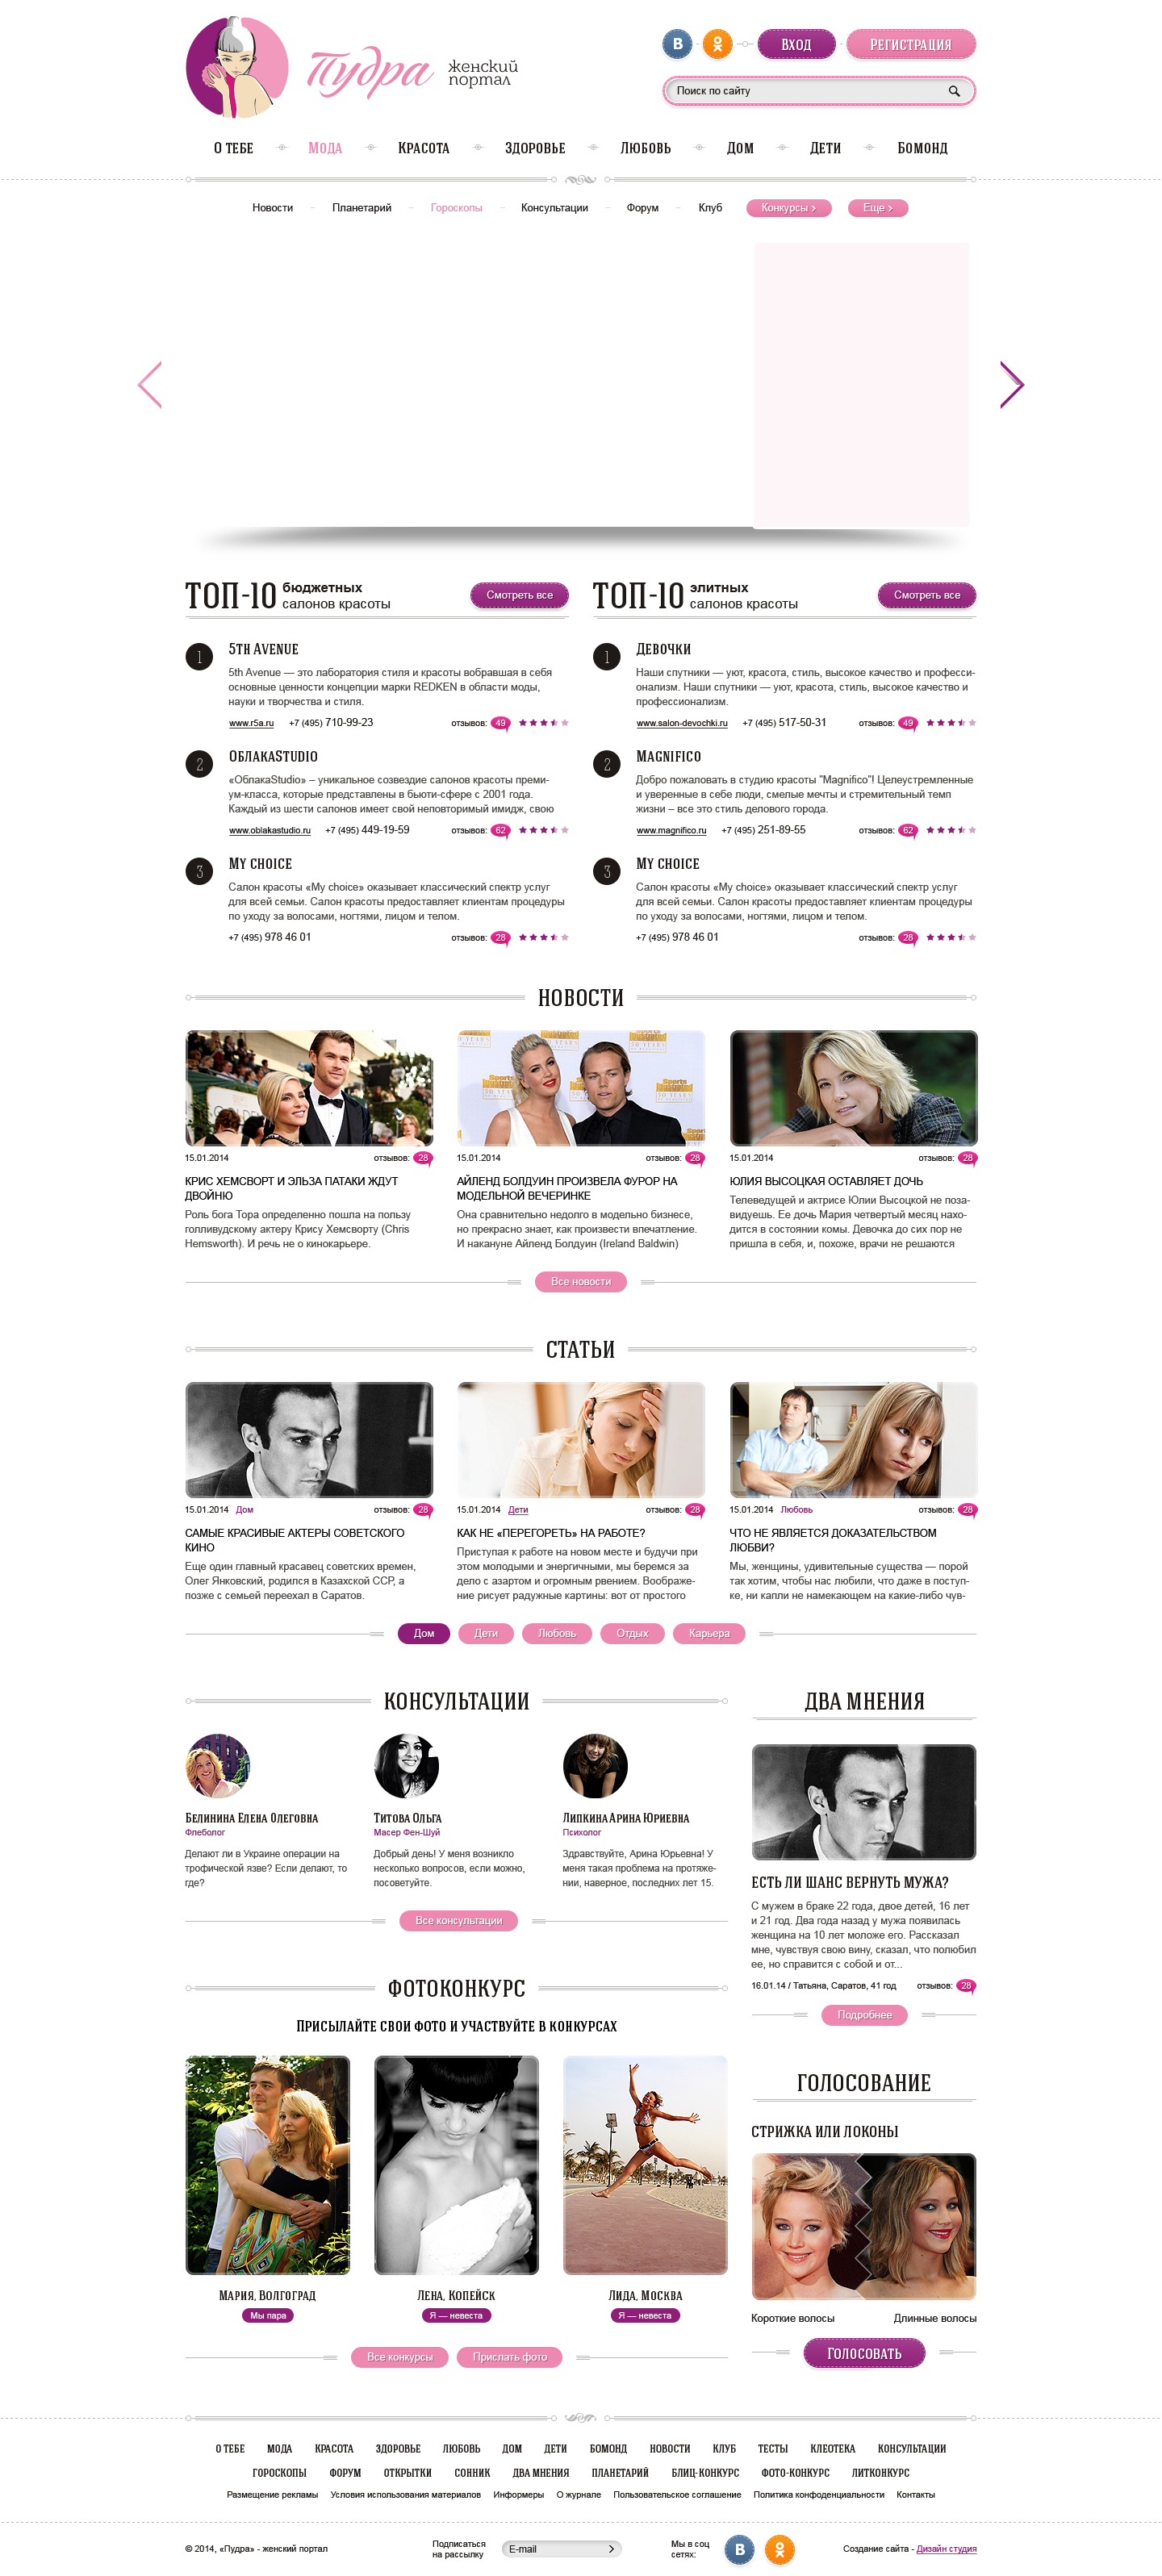 Пудра
женский
портал
В
Вход
Регистрация
Поиск по сайту
О тебе
Мода
Красота
Здоровье
Любовь
Дом
Дети
Бомонд
Новости
Планетарий
Гороскопы
Консультации
Форум
Клуб
Конкурсы
Еще
ТОП-10
бюджетных
салонов красоты
Смотреть все
1
5th Avenue
5th Avenue — это лаборатория стиля и красоты вобравшая в себя
основные ценности концепции марки REDKEN в области моды,
науки и творчества и стиля.
www.r5a.ru +7 (495) 710-99-23 отзывов: 49
2
ОблакаStudio
«ОблакаStudio» – уникальное созвездие салонов красоты преми-
ум-класса, которые представлены в бьюти-сфере с 2001 года.
Каждый из шести салонов имеет свой неповторимый имидж, свою
www.oblakastudio.ru +7 (495) 449-19-59 отзывов: 62
3
My choice
Салон красоты «My choice» оказывает классический спектр услуг
для всей семьи. Салон красоты предоставляет клиентам процедуры
по уходу за волосами, ногтями, лицом и телом.
+7 (495) 978 46 01 отзывов: 28
ТОП-10
элитных
салонов красоты
Смотреть все
1
Девочки
Наши спутники — уют, красота, стиль, высокое качество и професси-
онализм. Наши спутники — уют, красота, стиль, высокое качество и
профессионализм.
www.salon-devochki.ru +7 (495) 517-50-31 отзывов: 49
2
Magnifico
Добро пожаловать в студию красоты "Magnifico"! Целеустремленные
и уверенные в себе люди, смелые мечты и стремительный темп
жизни – все это стиль делового города.
www.magnifico.ru +7 (495) 251-89-55 отзывов: 62
3
My choice
Салон красоты «My choice» оказывает классический спектр услуг
для всей семьи. Салон красоты предоставляет клиентам процедуры
по уходу за волосами, ногтями, лицом и телом.
+7 (495) 978 46 01 отзывов: 28
НОВОСТИ
15.01.2014 отзывов: 28
КРИС ХЕМСВОРТ И ЭЛЬЗА ПАТАКИ ЖДУТ
ДВОЙНЮ
Роль бога Тора определенно пошла на пользу
голливудскому актеру Крису Хемсворту (Chris
Hemsworth). И речь не о кинокарьере.
Sports
Illustrated
15.01.2014 отзывов: 28
АЙЛЕНД БОЛДУИН ПРОИЗВЕЛА ФУРОР НА
МОДЕЛЬНОЙ ВЕЧЕРИНКЕ
Она сравнительно недолго в модельно бизнесе,
но прекрасно знает, как произвести впечатление.
И накануне Айленд Болдуин (Ireland Baldwin)
15.01.2014 отзывов: 28
ЮЛИЯ ВЫСОЦКАЯ ОСТАВЛЯЕТ ДОЧЬ
Телеведущей и актрисе Юлии Высоцкой не поза-
видуешь. Ее дочь Мария четвертый месяц нахо-
дится в состоянии комы. Девочка до сих пор не
пришла в себя, и, похоже, врачи не решаются
Все новости
СТАТЬИ
15.01.2014 Дом отзывов: 28
САМЫЕ КРАСИВЫЕ АКТЕРЫ СОВЕТСКОГО
КИНО
Еще один главный красавец советских времен,
Олег Янковский, родился в Казахской ССР, а
позже с семьей переехал в Саратов.
15.01.2014 Дети отзывов: 28
КАК НЕ «ПЕРЕГОРЕТЬ» НА РАБОТЕ?
Приступая к работе на новом месте и будучи при
этом молодыми и энергичными, мы беремся за
дело с азартом и огромным рвением. Воображе-
ние рисует радужные картины: вот от простого
15.01.2014 Любовь отзывов: 28
ЧТО НЕ ЯВЛЯЕТСЯ ДОКАЗАТЕЛЬСТВОМ
ЛЮБВИ?
Мы, женщины, удивительные существа — порой
так хотим, чтобы нас любили, что даже в поступ-
ке, ни капли не намекающем на какие-либо чув-
Дом
Дети
Любовь
Отдых
Карьера
КОНСУЛЬТАЦИИ
Белинина Елена Олеговна
Флеболог
Делают ли в Украине операции на
трофической язве? Если делают, то
где?
Титова Ольга
Масер Фен-Шуй
Добрый день! У меня возникло
несколько вопросов, если можно,
посоветуйте.
Липкина Арина Юриевна
Психолог
Здравствуйте, Арина Юрьевна! У
меня такая проблема на протяже-
нии, наверное, последних лет 15.
Все консультации
ДВА МНЕНИЯ
ЕСТЬ ЛИ ШАНС ВЕРНУТЬ МУЖА?
С мужем в браке 22 года, двое детей, 16 лет
и 21 год. Два года назад у мужа появилась
женщина на 10 лет моложе его. Рассказал
мне, чувствуя свою вину, сказал, что полюбил
ее, но справится с собой и от...
16.01.14 / Татьяна, Саратов, 41 год отзывов: 28
Подробнее
ФОТОКОНКУРС
Присылайте свои фото и участвуйте в конкурсах
Мария, Волгоград
Мы пара
Лена, Копейск
Я — невеста
Лида, Москва
Я — невеста
Все конкурсы
Прислать фото
ГОЛОСОВАНИЕ
СТРИЖКА ИЛИ ЛОКОНЫ
Короткие волосы Длинные волосы
Голосовать
О ТЕБЕ МОДА КРАСОТА ЗДОРОВЬЕ ЛЮБОВЬ ДОМ ДЕТИ БОМОНД НОВОСТИ КЛУБ ТЕСТЫ КЛЕОТЕКА КОНСУЛЬТАЦИИ
ГОРОСКОПЫ ФОРУМ ОТКРЫТКИ СОННИК ДВА МНЕНИЯ ПЛАНЕТАРИЙ БЛИЦ-КОНКУРС ФОТО-КОНКУРС ЛИТКОНКУРС
Размещение рекламы Условия использования материалов Информеры О журнале Пользовательское соглашение Политика конфоденциальности Контакты
© 2014, «Пудра» - женский портал
Подписаться
на рассылку
E-mail
Мы в соц
сетях:
В
Создание сайта - Дизайн студия